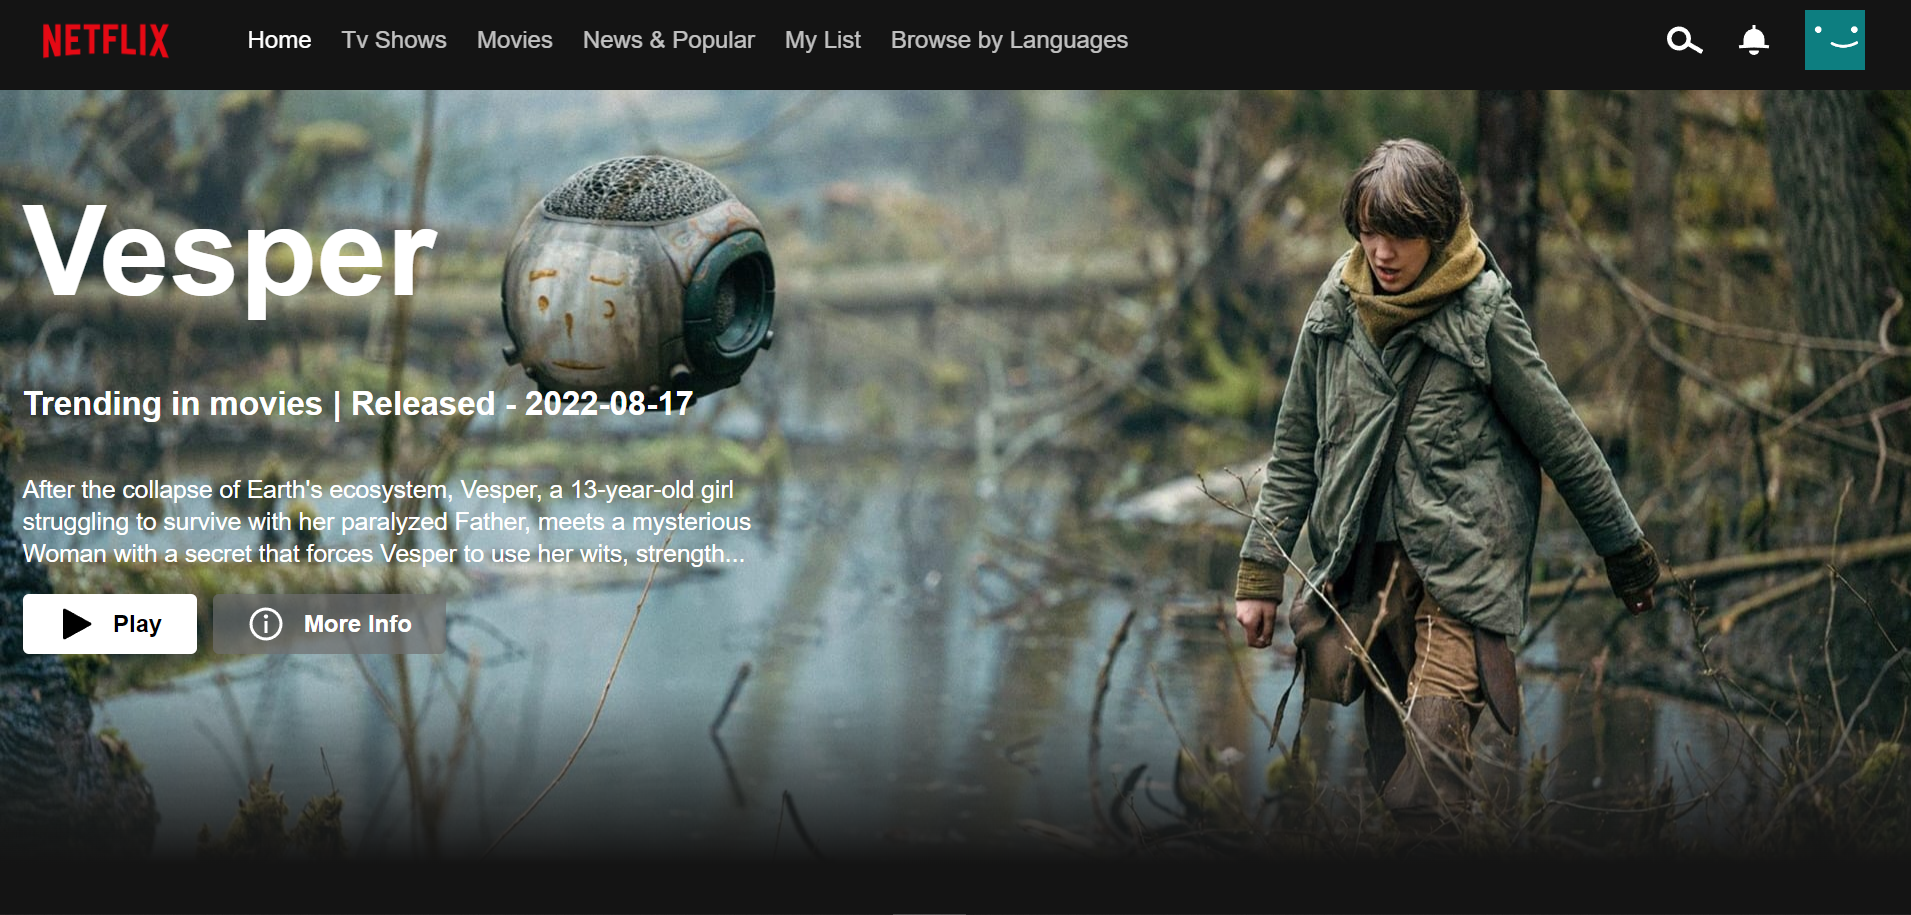 NETFLIX Home Tv Shows Movies News & Popular My List Browse by Languages
Vesper
Trending in movies | Released - 2022-08-17
After the collapse of Earth's ecosystem, Vesper, a 13-year-old girl
struggling to survive with her paralyzed Father, meets a mysterious
Woman with a secret that forces Vesper to use her wits, strength...
Play More Info